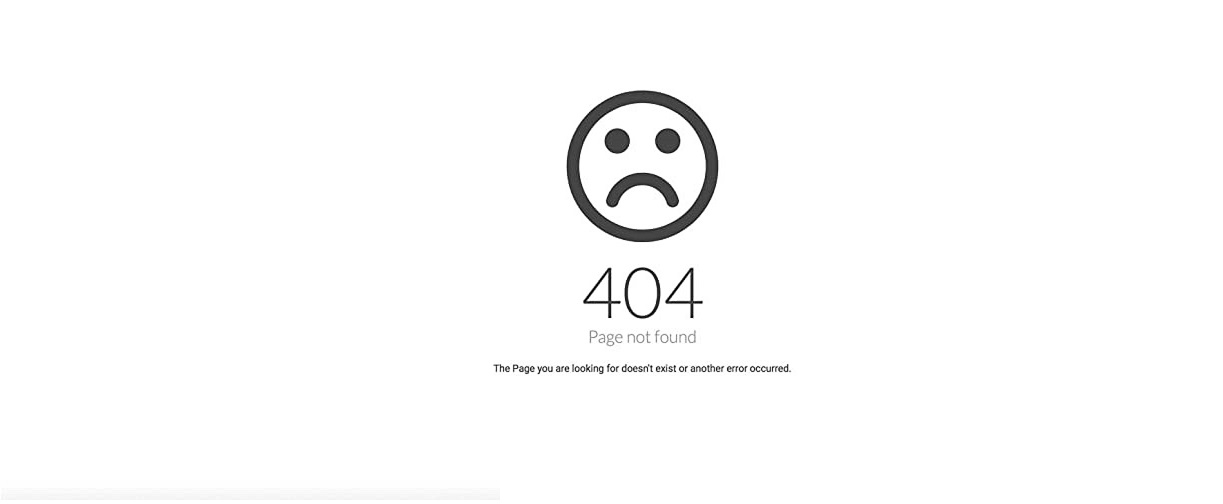 404
Page not found
The Page you are looking for doesn't exist or another error occurred.